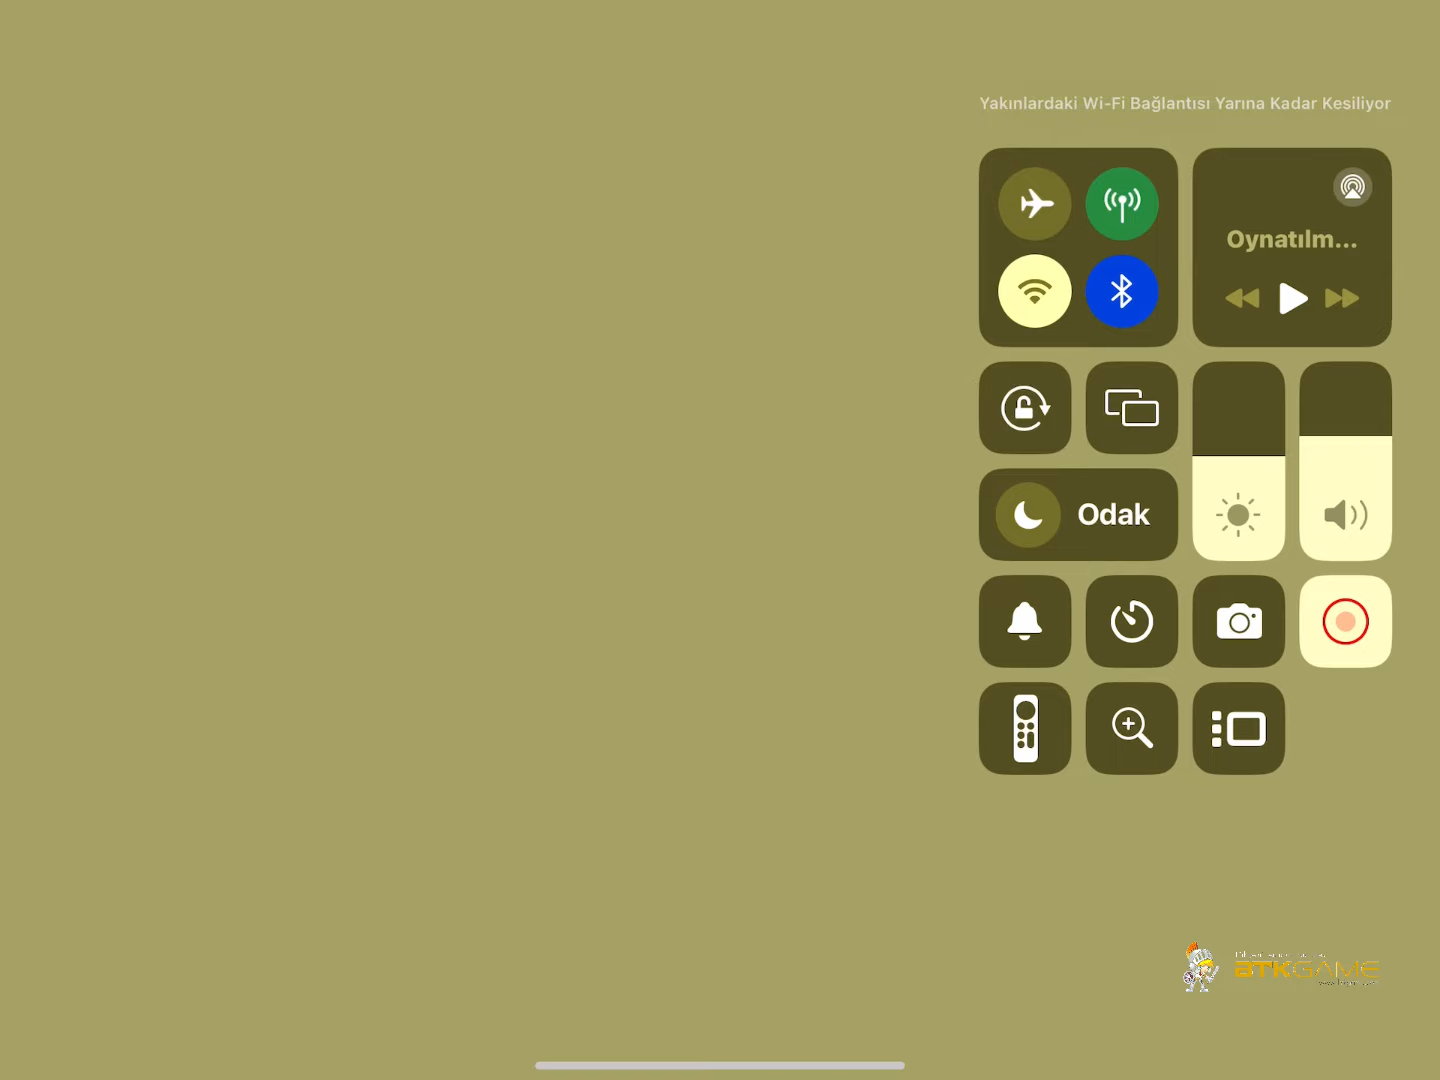 Yakınlardaki Wi-Fi Bağlantısı Yarına Kadar Kesiliyor
Oynatılm...
Odak
BTKGAME